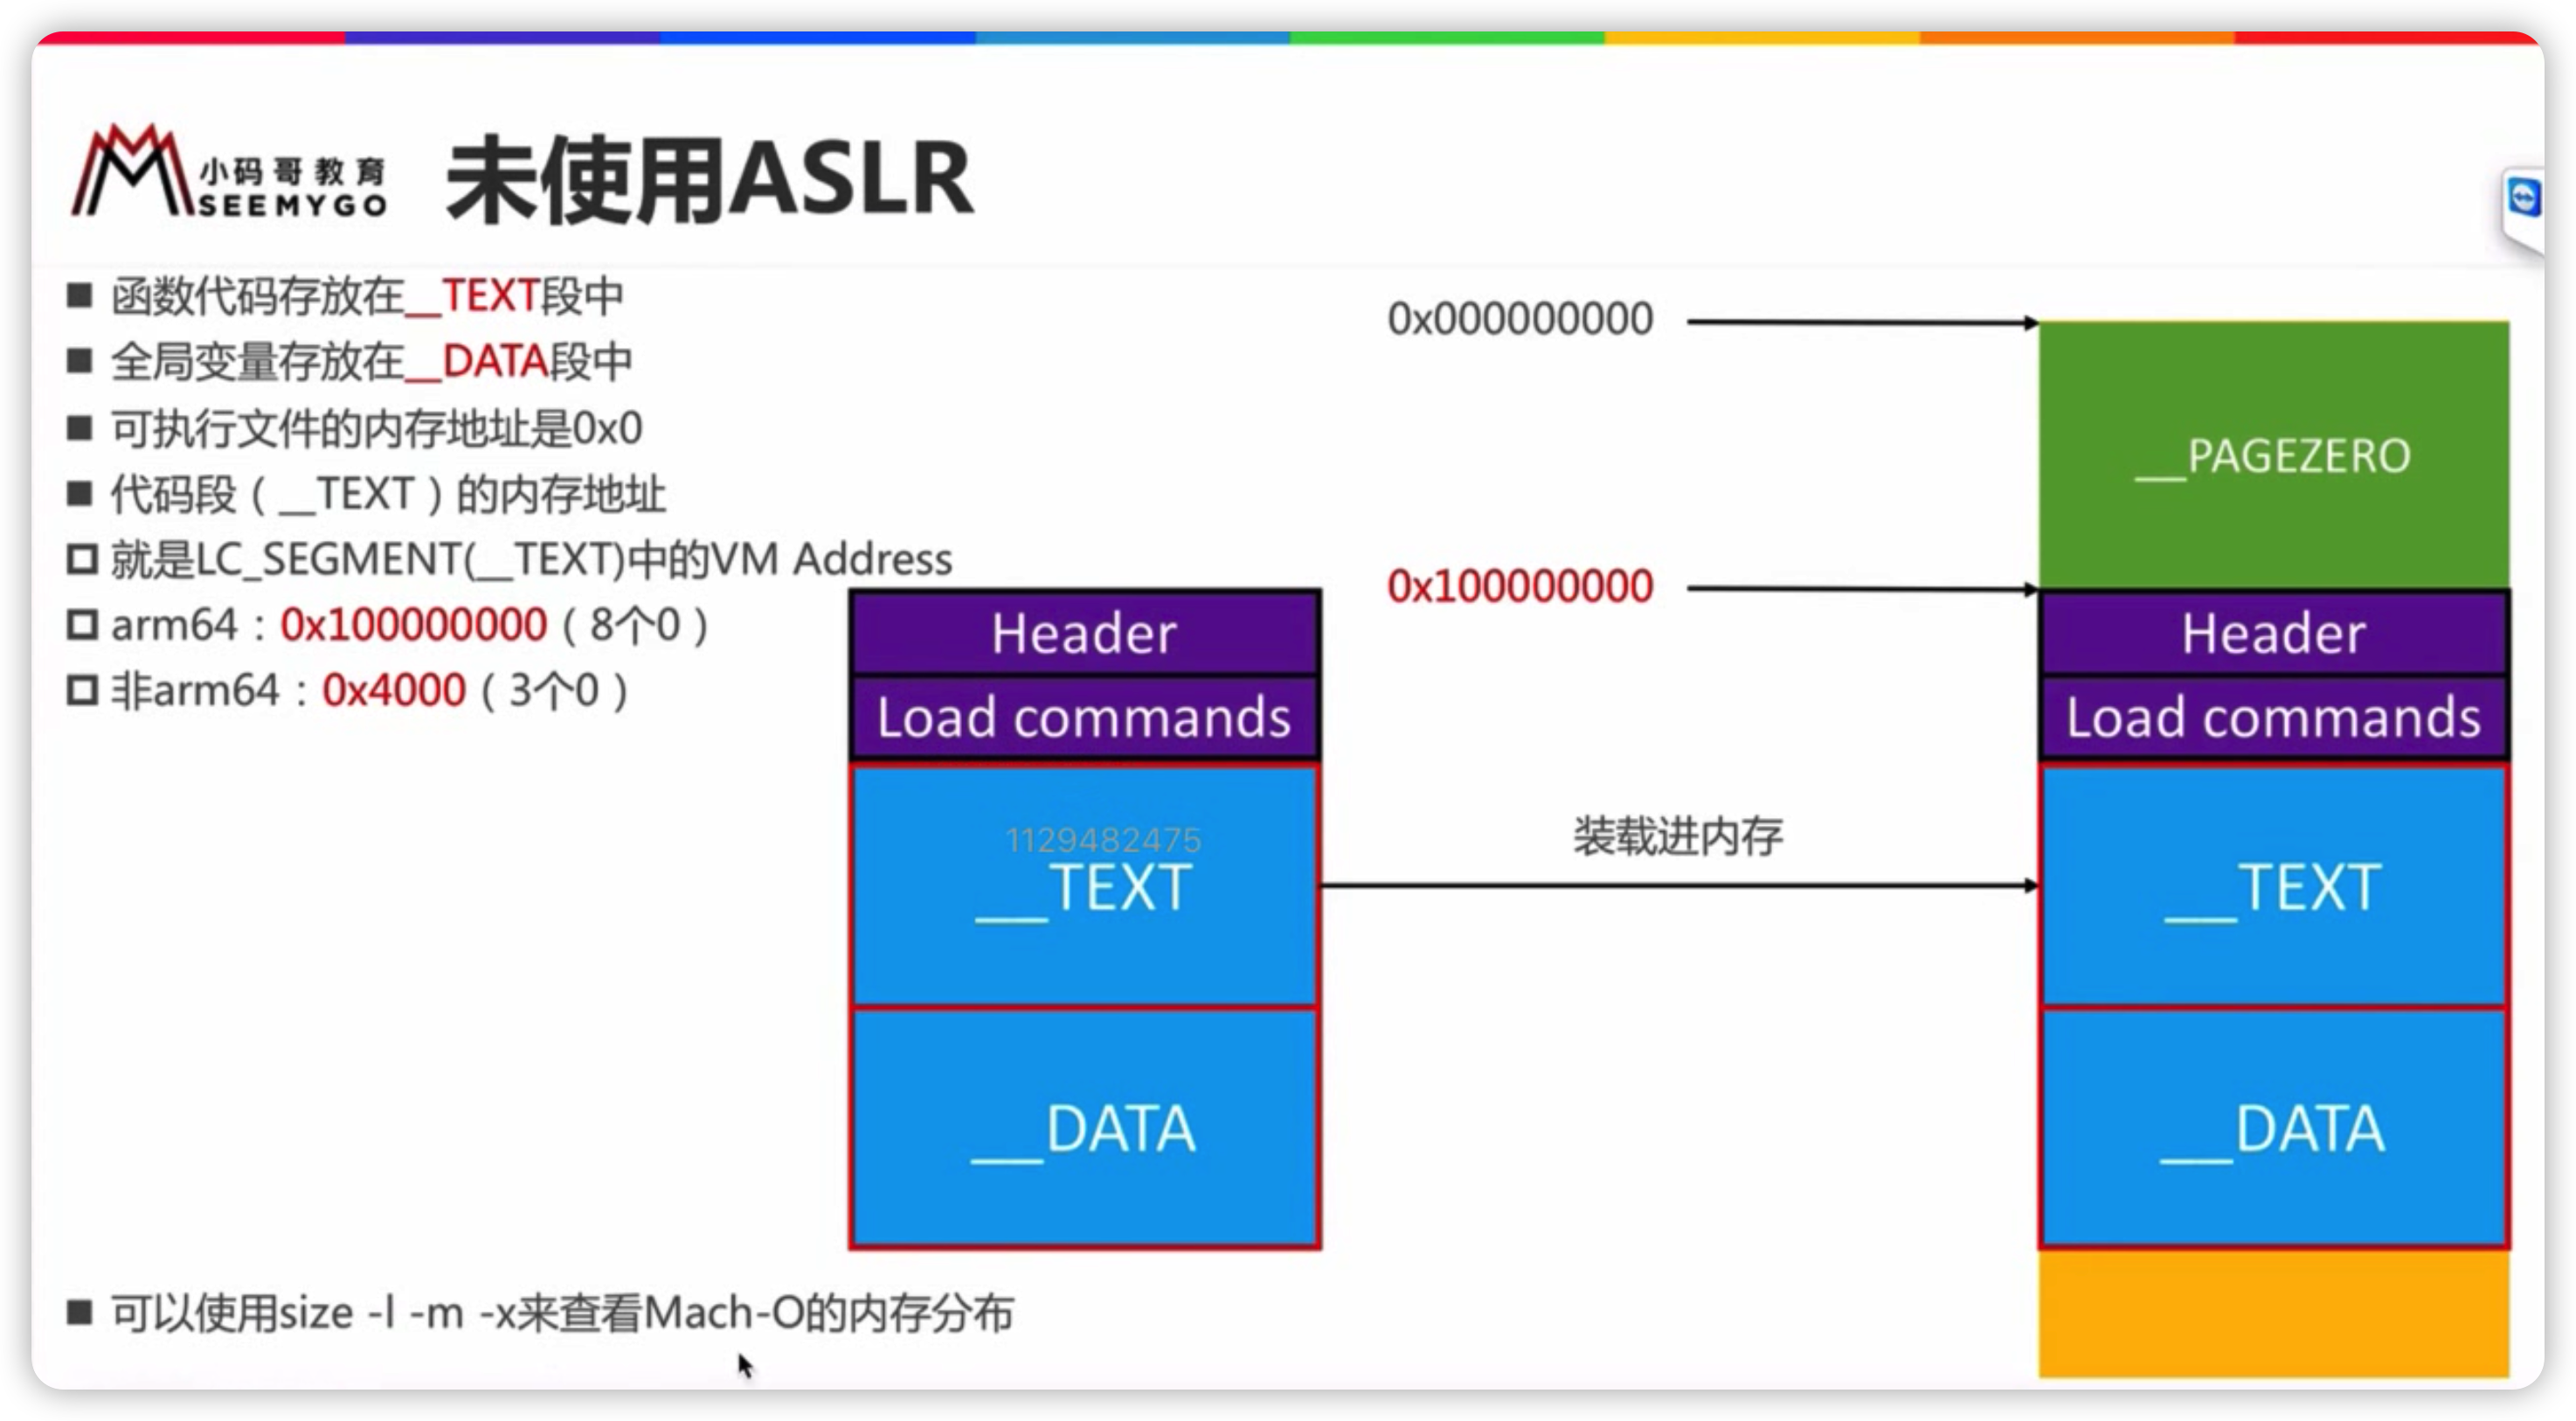 小码哥教育
SEEMYGO
未使用ASLR
函数代码存放在__TEXT段中
全局变量存放在__DATA段中
可执行文件的内存地址是0x0
代码段（__TEXT）的内存地址
就是LC_SEGMENT(__TEXT)中的VM Address
arm64：0x100000000（8个0）
非arm64：0x4000（3个0）
可以使用size -l -m -x来查看Mach-O的内存分布
Header
Load commands
1129482475
__TEXT
__DATA
0x000000000
0x100000000
装载进内存
__PAGEZERO
Header
Load commands
__TEXT
__DATA